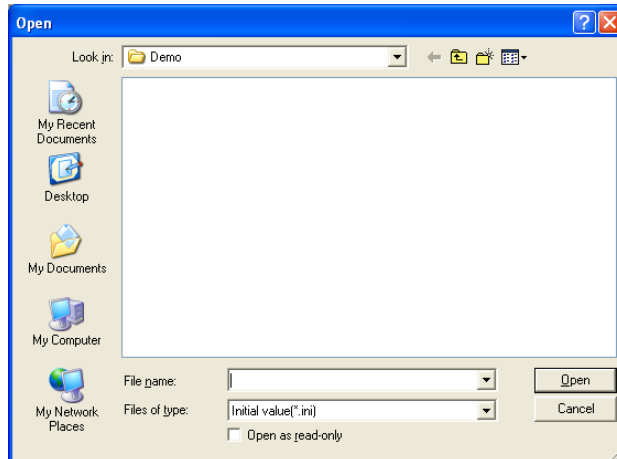 Open
Look in: Demo
My Recent
Documents
Desktop
My Documents
My Computer
My Network
Places
File name:
Open
Files of type: Initial value(*.ini)
Cancel
Open as read-only